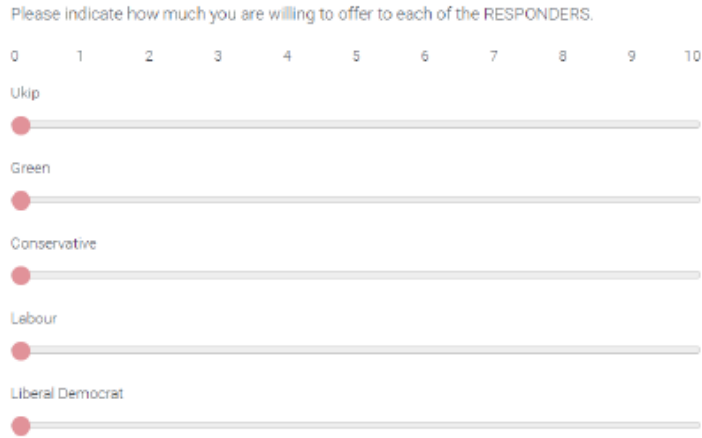 Please indicate how much you are willing to offer to each of the RESPONDERS.
0 1 2 3 4 5 6 7 8 9 10
Ukip
Green
Conservative
Labour
Liberal Democrat